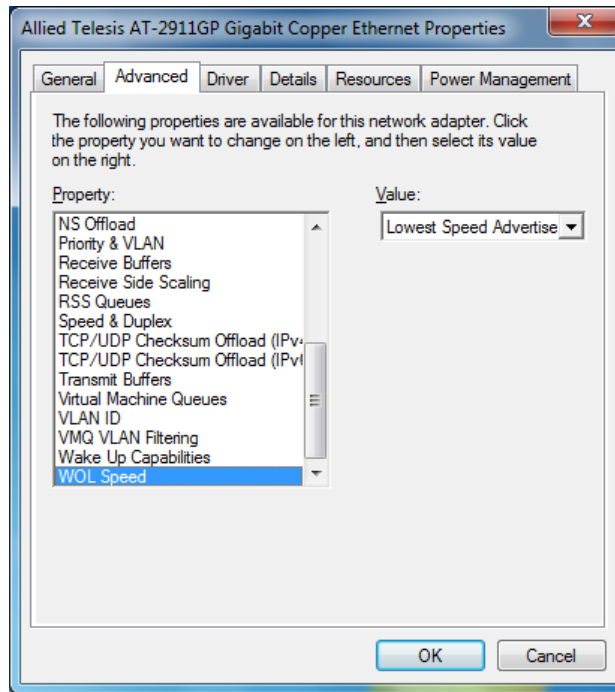 Allied Telesis AT-2911GP Gigabit Copper Ethernet Properties
General Advanced Driver Details Resources Power Management
The following properties are available for this network adapter. Click
the property you want to change on the left, and then select its value
on the right.
Property:
Value:
NS Offload
Priority & VLAN
Receive Buffers
Receive Side Scaling
RSS Queues
Speed & Duplex
TCP/UDP Checksum Offload (IPv4
TCP/UDP Checksum Offload (IPv6
Transmit Buffers
Virtual Machine Queues
VLAN ID
VMQ VLAN Filtering
Wake Up Capabilities
WOL Speed
Lowest Speed Advertise
OK Cancel